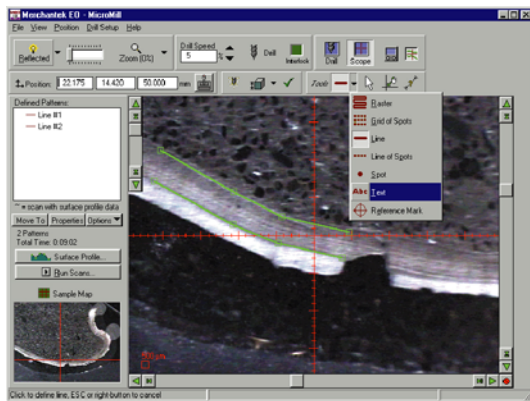 Merchantek EO - MicroMill
File View Position Drill Setup Help
Reflected
Zoom (0%)
Drill Speed
5
%
Drill
Interlock
Drill
Scope
Position:
22.175
14.420
50.000
mm
Tools
Defined Patterns:
Line #1
Line #2
Raster
Grid of Spots
Line
Line of Spots
Spot
Abc Text
Reference Mark
* = scan with surface profile data
Move To
Properties
Options
2 Patterns
Total Time: 0:09:02
Surface Profile...
Run Scans...
Sample Map
Click to define line, ESC or right-button to cancel